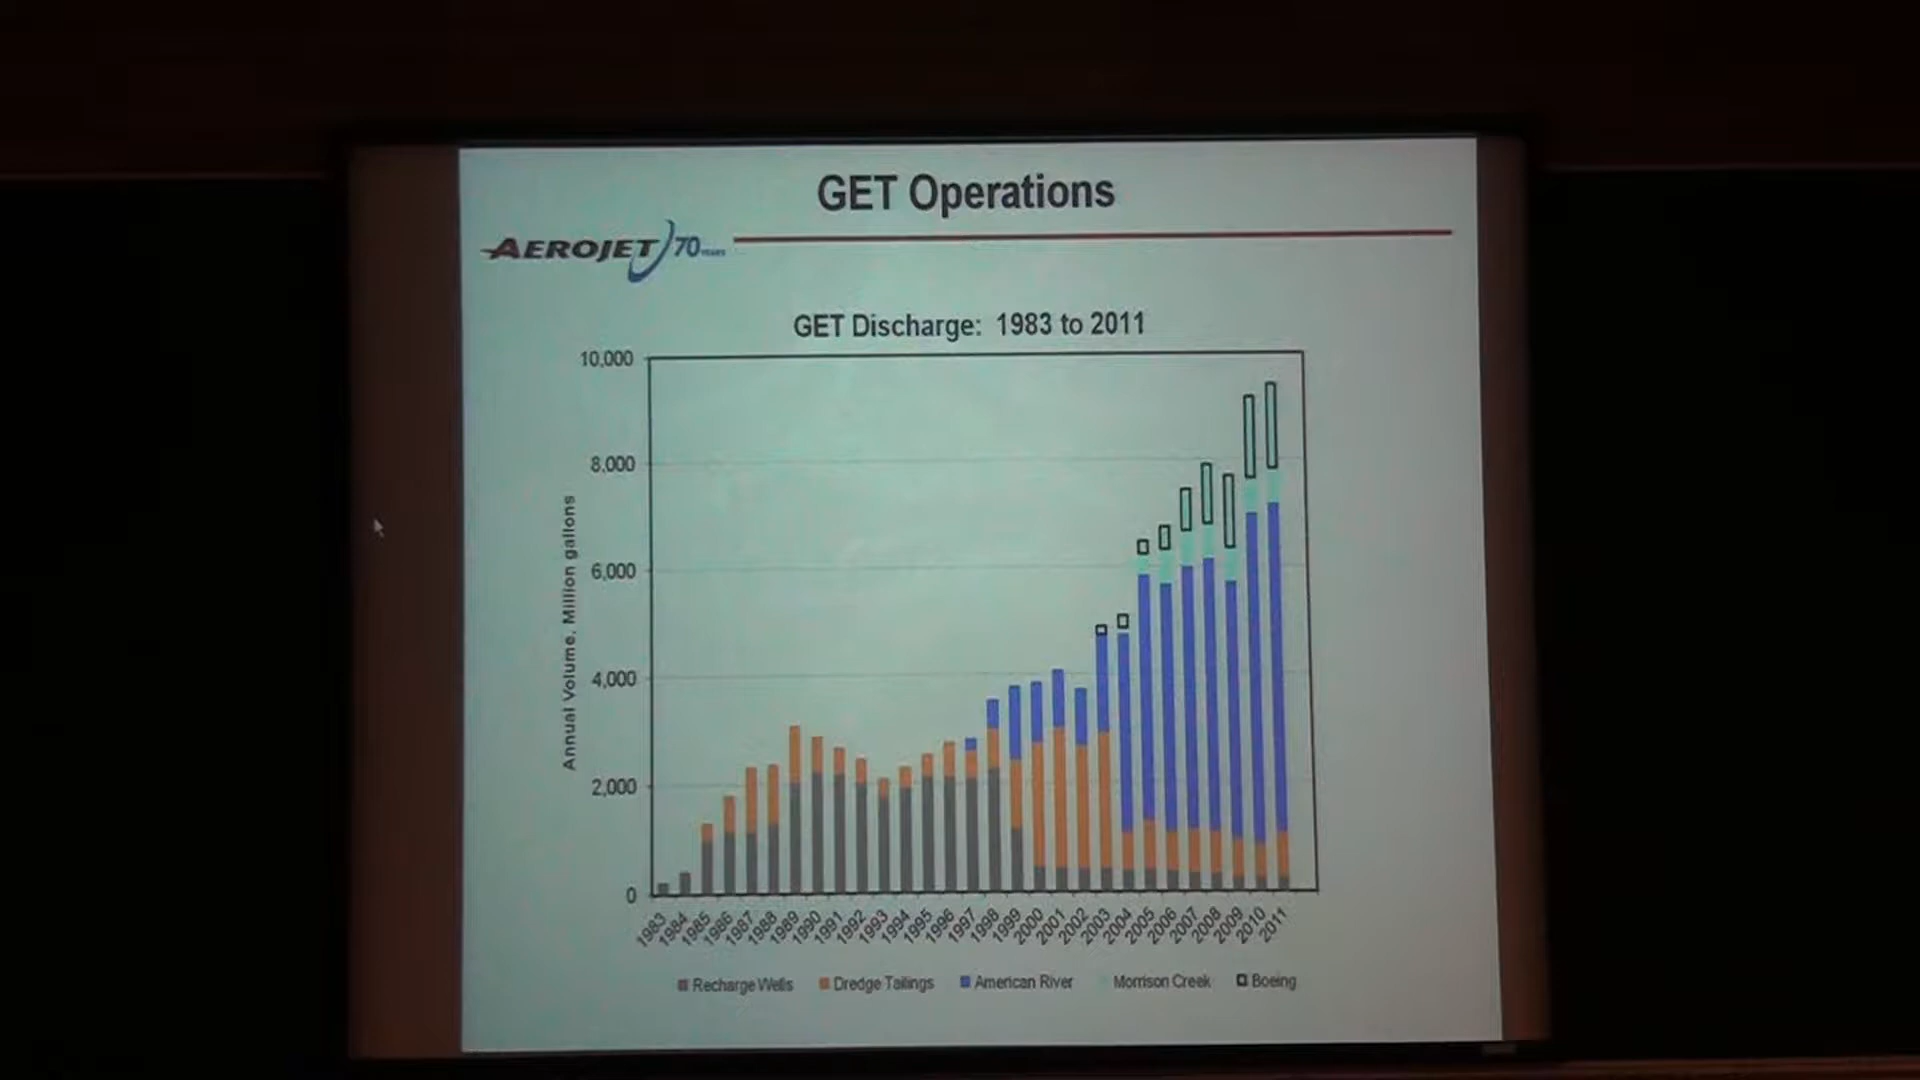 GET Operations
AEROJET 70 YEARS
GET Discharge: 1983 to 2011
Annual Volume, Million gallons
10,000
8,000
6,000
4,000
2,000
0
1983 1984 1985 1986 1987 1988 1989 1990 1991 1992 1993 1994 1995 1996 1997 1998 1999 2000 2001 2002 2003 2004 2005 2006 2007 2008 2009 2010 2011
Recharge Wells Dredge Tailings American River Morrison Creek Boeing